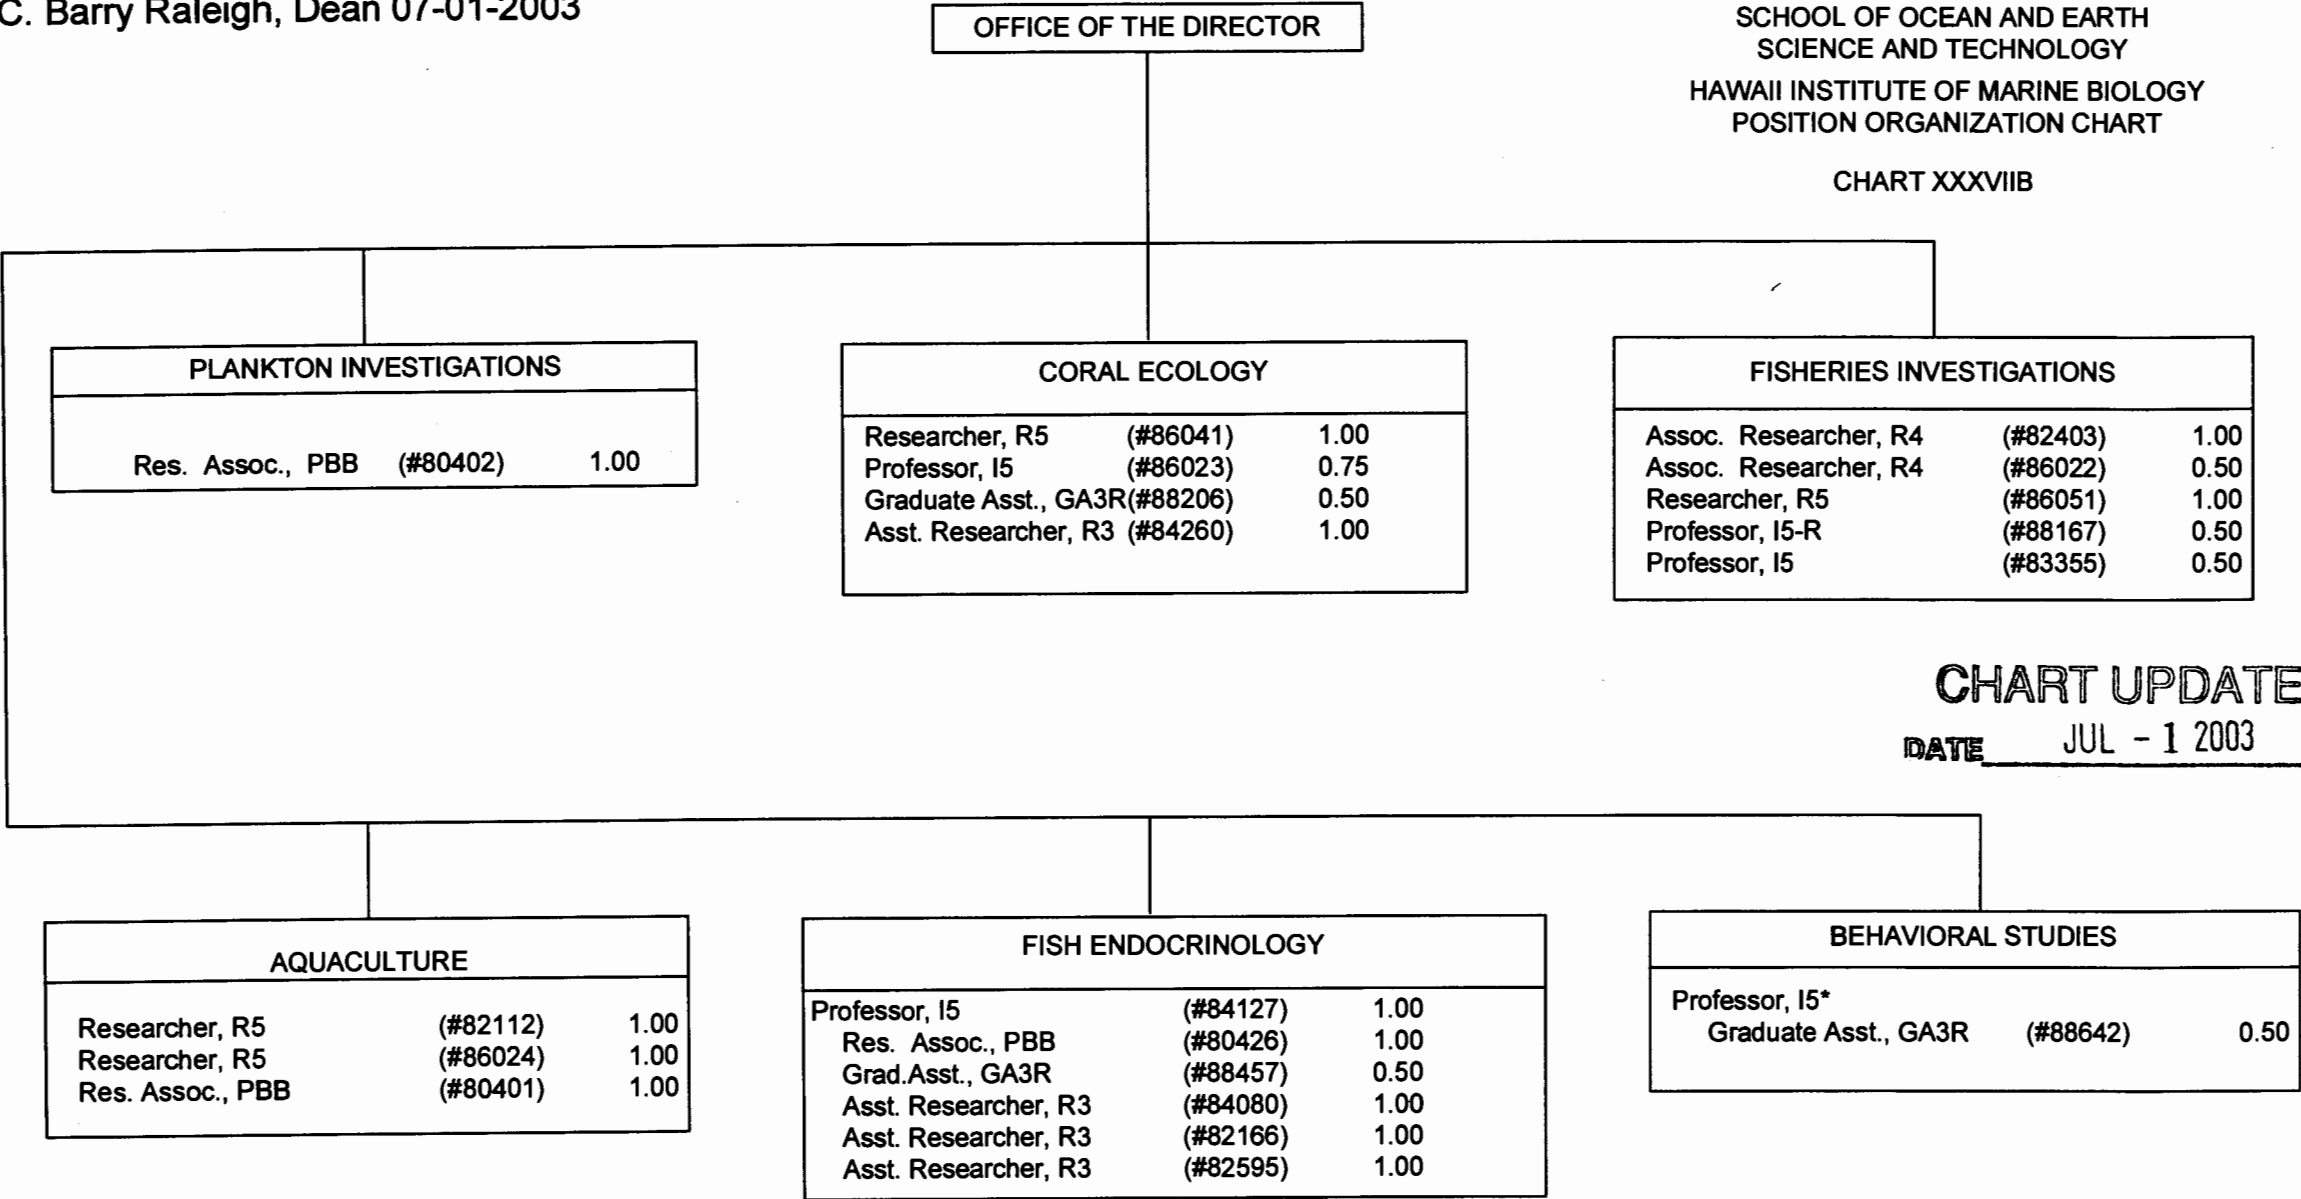 C. Barry Raleigh, Dean 07-01-2003
OFFICE OF THE DIRECTOR
SCHOOL OF OCEAN AND EARTH
SCIENCE AND TECHNOLOGY
HAWAII INSTITUTE OF MARINE BIOLOGY
POSITION ORGANIZATION CHART
CHART XXXVIIB
PLANKTON INVESTIGATIONS
Res. Assoc., PBB (#80402) 1.00
CORAL ECOLOGY
Researcher, R5 (#86041) 1.00
Professor, I5 (#86023) 0.75
Graduate Asst., GA3R(#88206) 0.50
Asst. Researcher, R3 (#84260) 1.00
FISHERIES INVESTIGATIONS
Assoc. Researcher, R4 (#82403) 1.00
Assoc. Researcher, R4 (#86022) 0.50
Researcher, R5 (#86051) 1.00
Professor, I5-R (#88167) 0.50
Professor, I5 (#83355) 0.50
CHART UPDATE
DATE JUL - 1 2003
AQUACULTURE
Researcher, R5 (#82112) 1.00
Researcher, R5 (#86024) 1.00
Res. Assoc., PBB (#80401) 1.00
FISH ENDOCRINOLOGY
Professor, I5 (#84127) 1.00
Res. Assoc., PBB (#80426) 1.00
Grad.Asst., GA3R (#88457) 0.50
Asst. Researcher, R3 (#84080) 1.00
Asst. Researcher, R3 (#82166) 1.00
Asst. Researcher, R3 (#82595) 1.00
BEHAVIORAL STUDIES
Professor, I5*
Graduate Asst., GA3R (#88642) 0.50